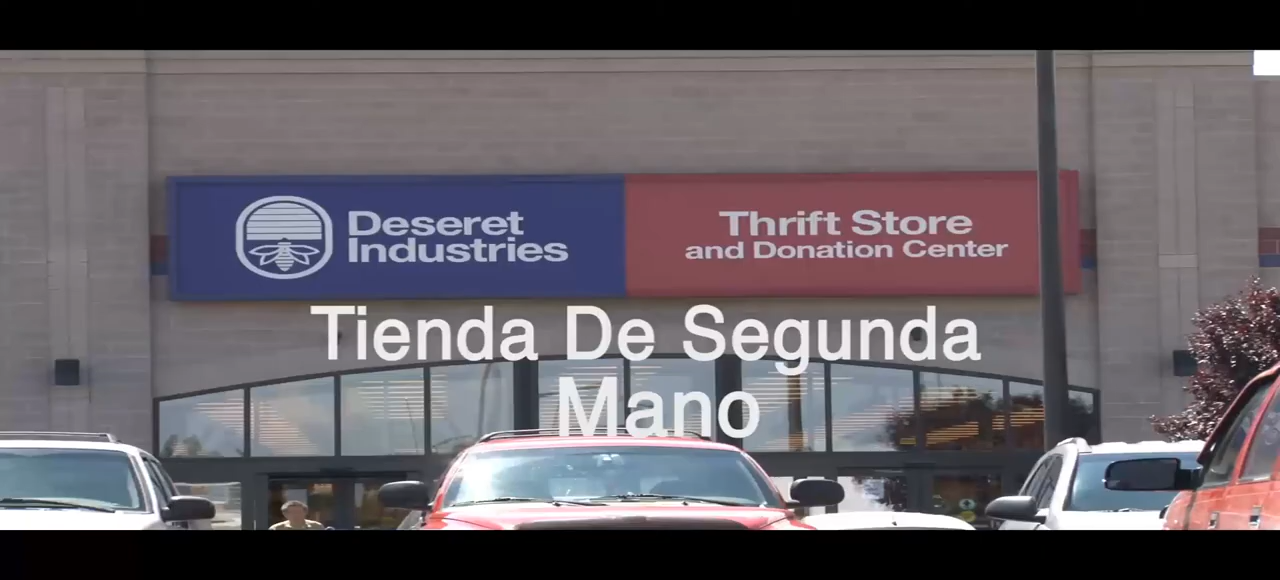 Deseret
Industries
Thrift Store
and Donation Center
Tienda De Segunda
Mano